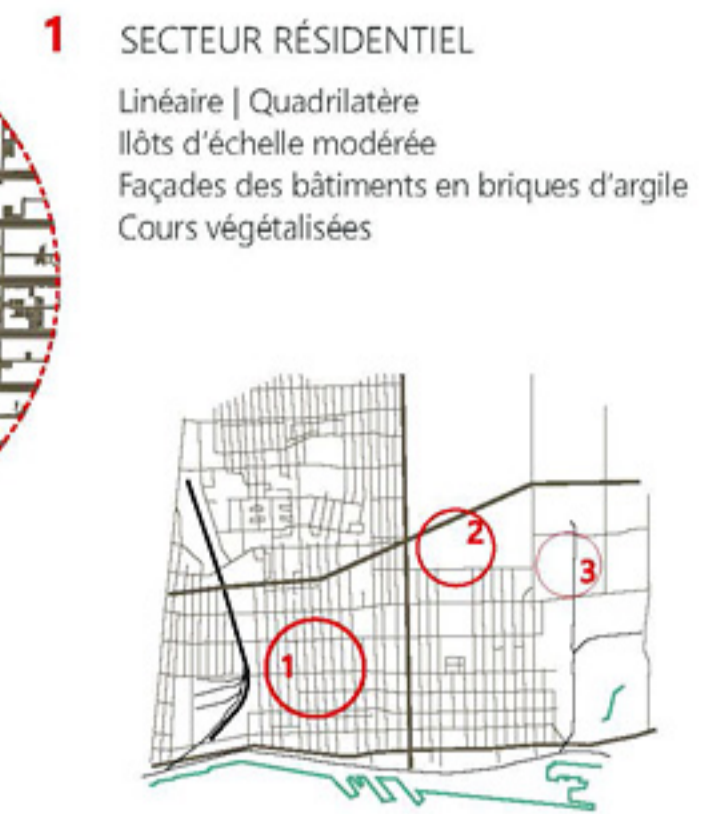 1 SECTEUR RÉSIDENTIEL
Linéaire | Quadrilatère
Ilôts d'échelle modérée
Façades des bâtiments en briques d'argile
Cours végétalisées
2
3
1